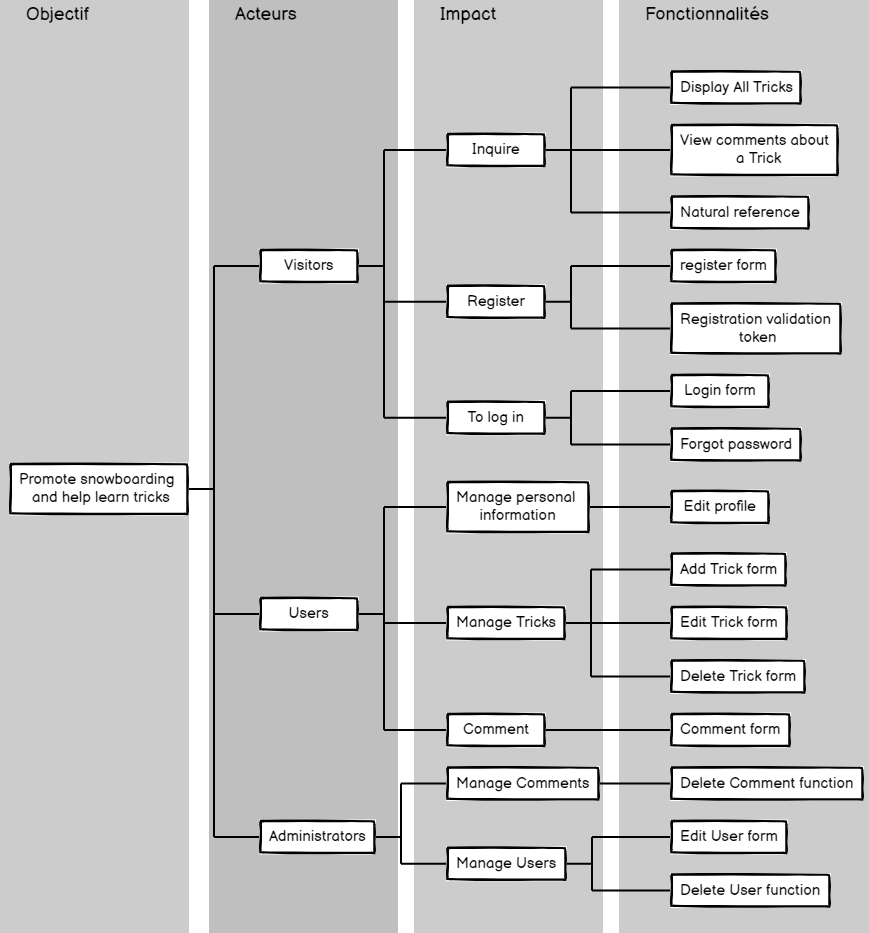 Objectif
Acteurs
Impact
Fonctionnalités
Promote snowboarding
and help learn tricks
Visitors
Inquire
Display All Tricks
View comments about
a Trick
Natural reference
Register
register form
Registration validation
token
To log in
Login form
Forgot password
Users
Manage personal
information
Edit profile
Manage Tricks
Add Trick form
Edit Trick form
Delete Trick form
Comment
Comment form
Administrators
Manage Comments
Delete Comment function
Manage Users
Edit User form
Delete User function